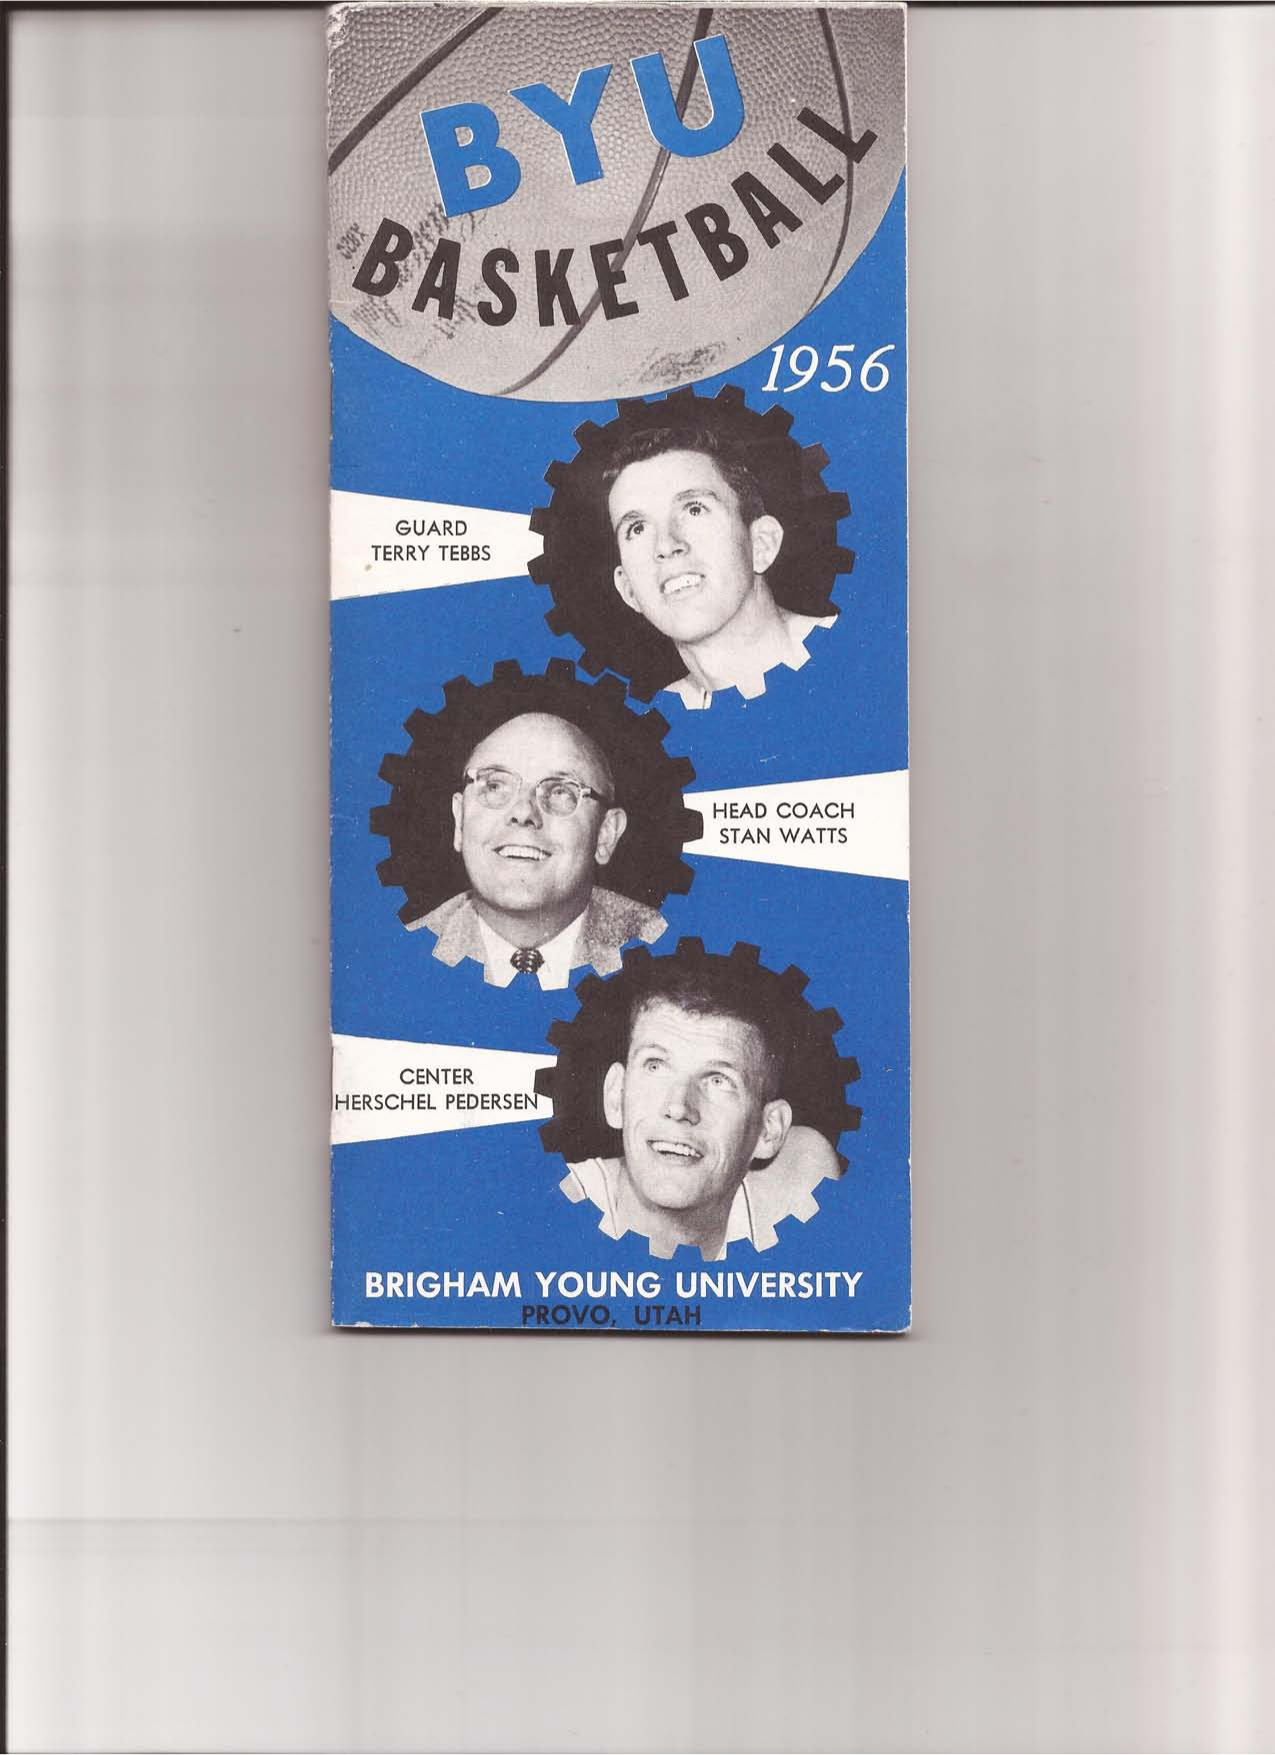 BYU
BASKETBALL
1956
GUARD
TERRY TEBBS
HEAD COACH
STAN WATTS
CENTER
HERSCHEL PEDERSEN
BRIGHAM YOUNG UNIVERSITY
PROVO, UTAH